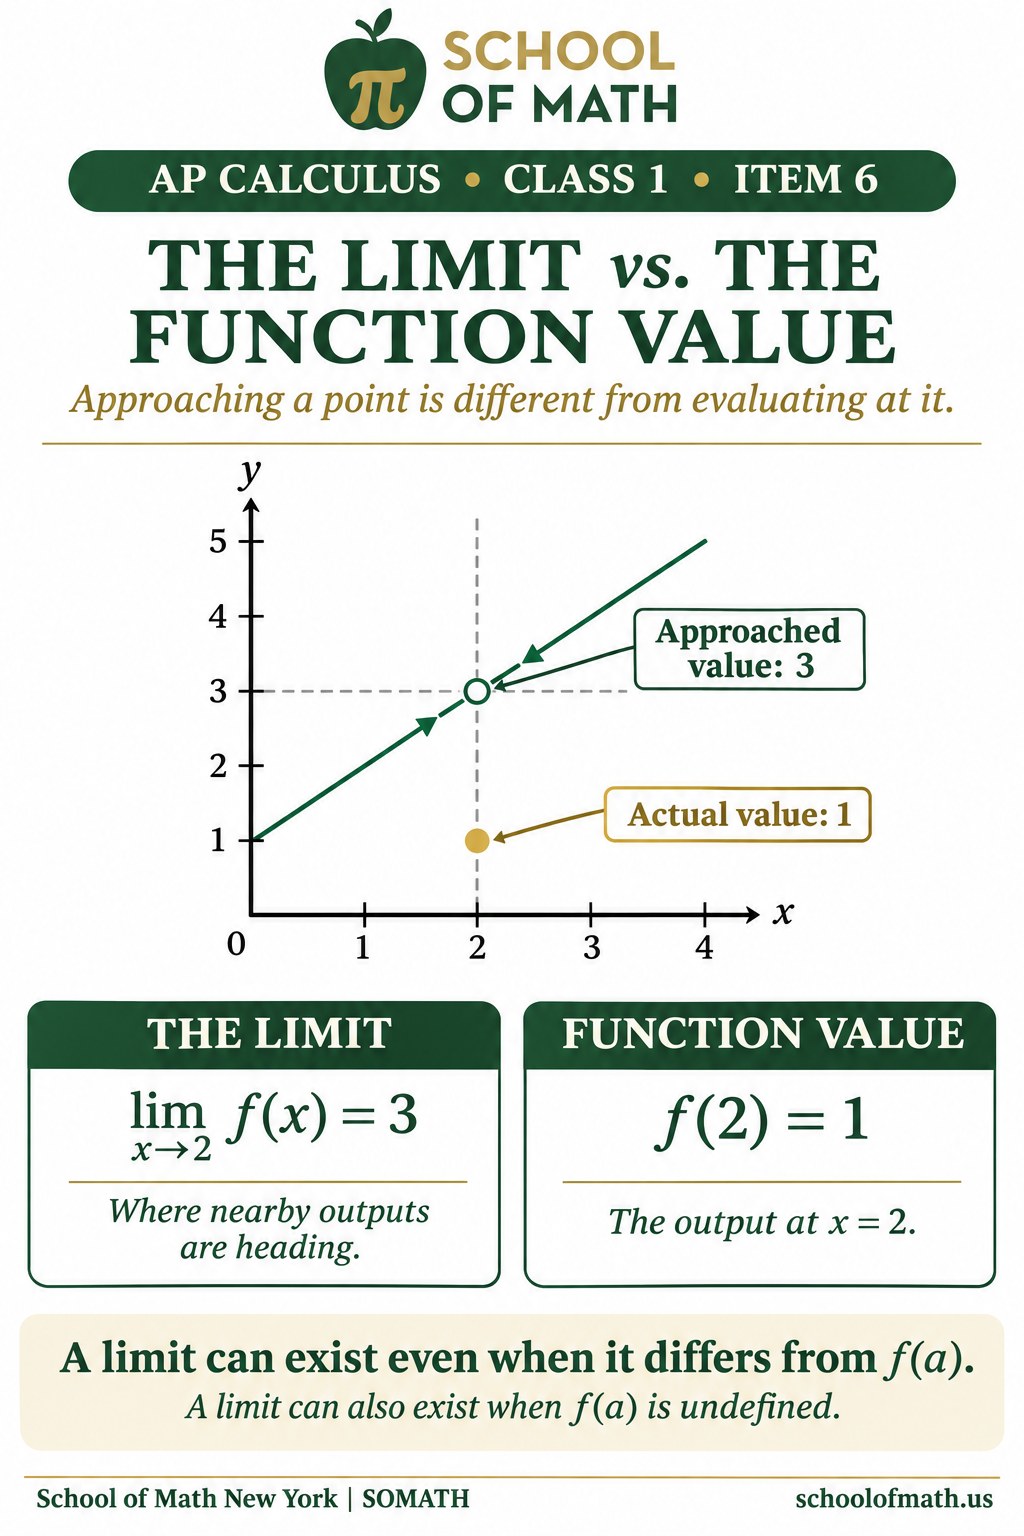 π
SCHOOL
OF MATH
AP CALCULUS • CLASS 1 • ITEM 6
THE LIMIT vs. THE
FUNCTION VALUE
Approaching a point is different from evaluating at it.
y
5
4
3
2
1
0
1
2
3
4
x
Approached
value: 3
Actual value: 1
THE LIMIT
lim f(x) = 3
x→2
Where nearby outputs
are heading.
FUNCTION VALUE
f(2) = 1
The output at x = 2.
A limit can exist even when it differs from f(a).
A limit can also exist when f(a) is undefined.
School of Math New York | SOMATH
schoolofmath.us